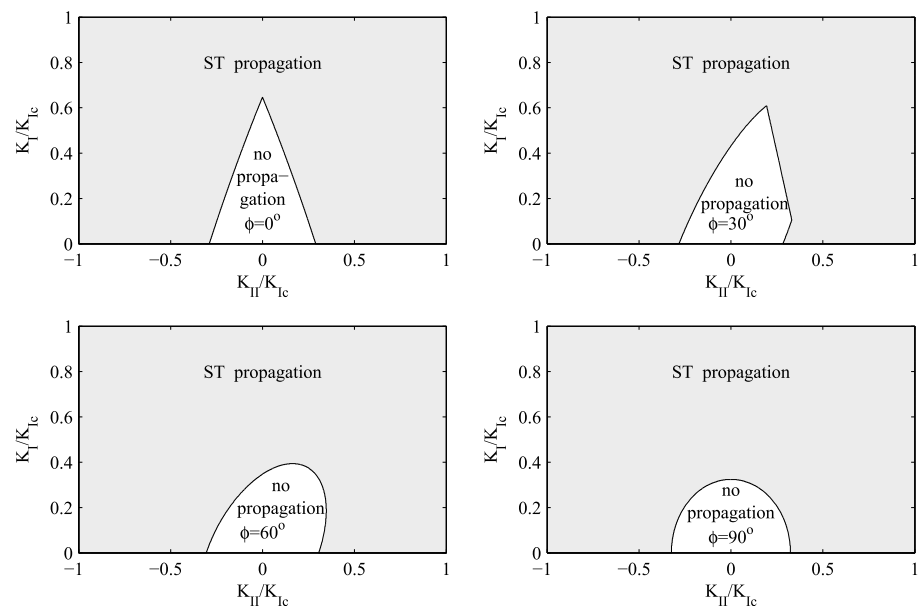 1
0.8
0.6
0.4
0.2
0
−1
−0.5
0
0.5
1
K_I/K_Ic
K_II/K_Ic
ST propagation
no
propa−
gation
ϕ=0°
1
0.8
0.6
0.4
0.2
0
−1
−0.5
0
0.5
1
K_I/K_Ic
K_II/K_Ic
ST propagation
no
propagation
ϕ=30°
1
0.8
0.6
0.4
0.2
0
−1
−0.5
0
0.5
1
K_I/K_Ic
K_II/K_Ic
ST propagation
no
propagation
ϕ=60°
1
0.8
0.6
0.4
0.2
0
−1
−0.5
0
0.5
1
K_I/K_Ic
K_II/K_Ic
ST propagation
no
propagation
ϕ=90°